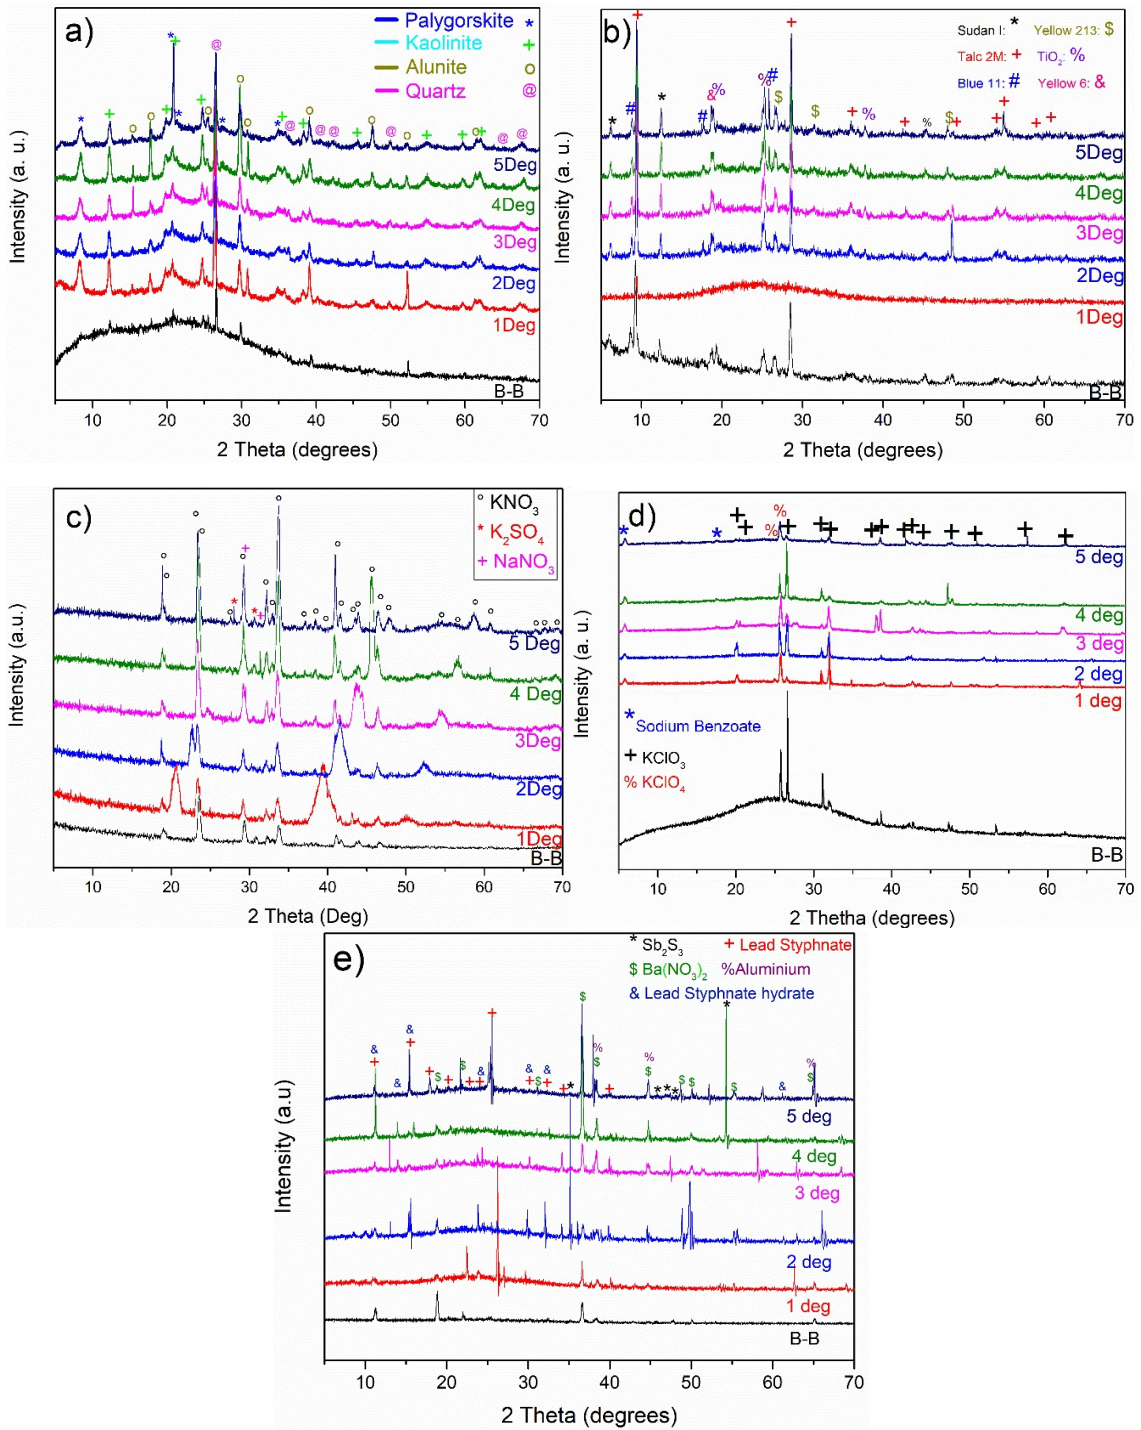 a)
Palygorskite *
Kaolinite +
Alunite o
Quartz @
5Deg
4Deg
3Deg
2Deg
1Deg
B-B
Intensity (a. u.)
10 20 30 40 50 60 70
2 Theta (degrees)
b)
Sudan I: * Yellow 213: $
Talc 2M: + TiO2: %
Blue 11: # Yellow 6: &
5Deg
4Deg
3Deg
2Deg
1Deg
B-B
Intensity (a. u.)
10 20 30 40 50 60 70
2 Theta (degrees)
c)
° KNO3
* K2SO4
+ NaNO3
5 Deg
4 Deg
3Deg
2Deg
1Deg
B-B
Intensity (a.u.)
10 20 30 40 50 60 70
2 Theta (Deg)
d)
5 deg
4 deg
3 deg
2 deg
1 deg
*Sodium Benzoate
+ KClO3
% KClO4
B-B
Intensity (a. u.)
10 20 30 40 50 60 70
2 Thetha (degrees)
e)
* Sb2S3 + Lead Styphnate
$ Ba(NO3)2 %Aluminium
& Lead Styphnate hydrate
5 deg
4 deg
3 deg
2 deg
1 deg
B-B
Intensity (a.u)
10 20 30 40 50 60 70
2 Theta (degrees)